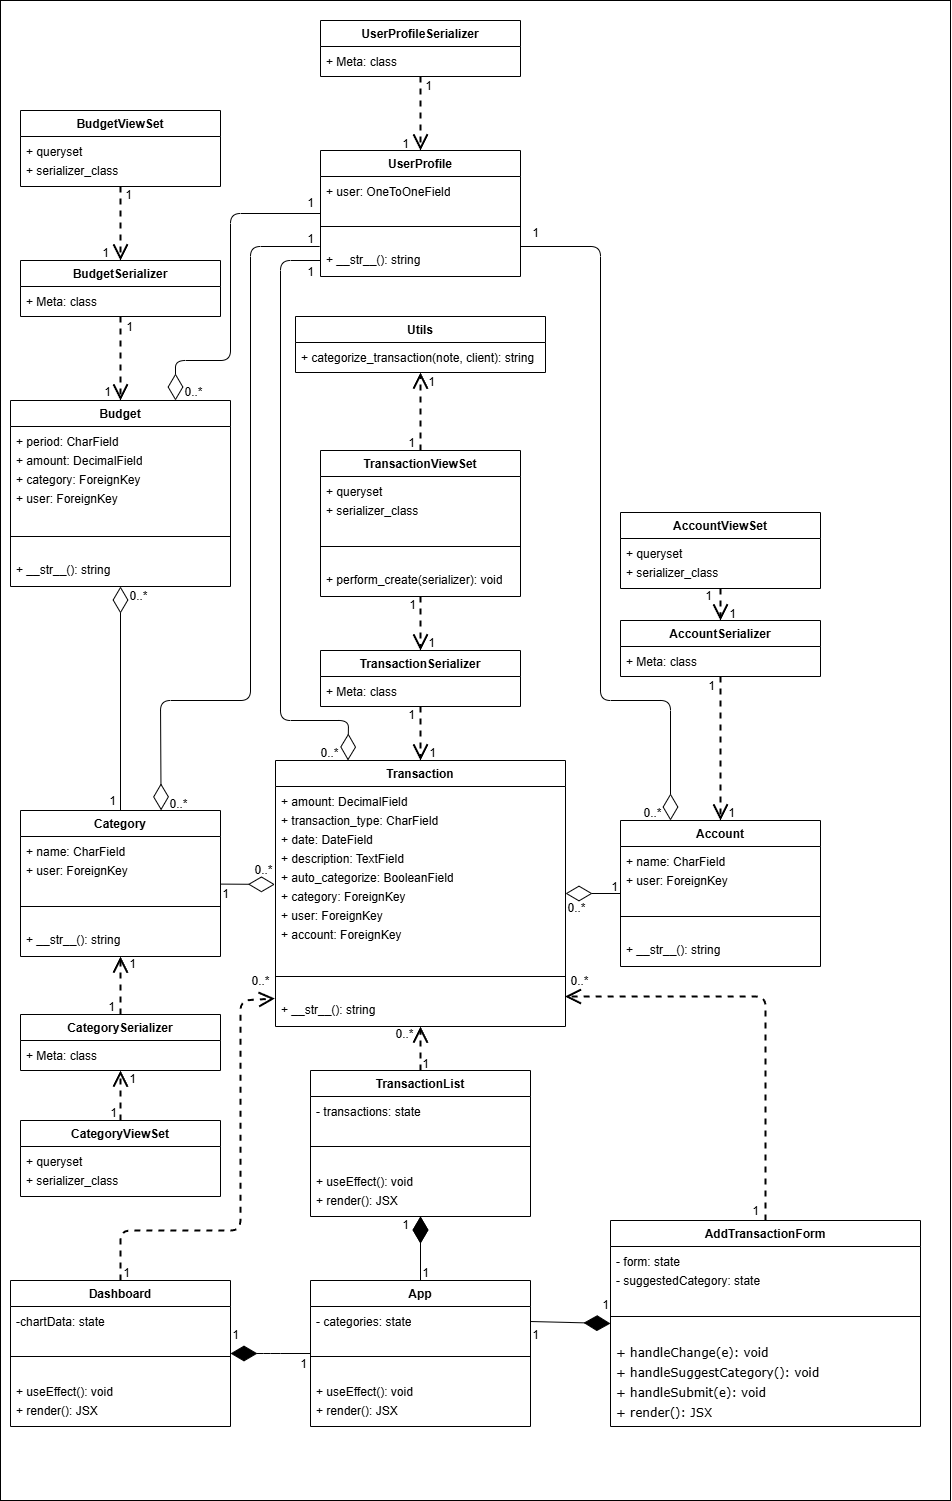 UserProfileSerializer
+ Meta: class
1
1
BudgetViewSet
+ queryset
+ serializer_class
1
1
UserProfile
+ user: OneToOneField
+ __str__(): string
1
1
1
1
BudgetSerializer
+ Meta: class
1
1
Utils
+ categorize_transaction(note, client): string
1
1
0..*
Budget
+ period: CharField
+ amount: DecimalField
+ category: ForeignKey
+ user: ForeignKey
+ __str__(): string
0..*
1
TransactionViewSet
+ queryset
+ serializer_class
+ perform_create(serializer): void
1
1
AccountViewSet
+ queryset
+ serializer_class
1
1
AccountSerializer
+ Meta: class
1
1
TransactionSerializer
+ Meta: class
1
1
0..*
0..*
0..*
Transaction
+ amount: DecimalField
+ transaction_type: CharField
+ date: DateField
+ description: TextField
+ auto_categorize: BooleanField
+ category: ForeignKey
+ user: ForeignKey
+ account: ForeignKey
+ __str__(): string
Category
+ name: CharField
+ user: ForeignKey
+ __str__(): string
0..*
1
Account
+ name: CharField
+ user: ForeignKey
+ __str__(): string
1
0..*
1
1
CategorySerializer
+ Meta: class
1
1
CategoryViewSet
+ queryset
+ serializer_class
0..*
0..*
0..*
1
TransactionList
- transactions: state
+ useEffect(): void
+ render(): JSX
1
1
1
1
Dashboard
-chartData: state
+ useEffect(): void
+ render(): JSX
1
1
App
- categories: state
+ useEffect(): void
+ render(): JSX
1
1
AddTransactionForm
- form: state
- suggestedCategory: state
+ handleChange(e): void
+ handleSuggestCategory(): void
+ handleSubmit(e): void
+ render(): JSX